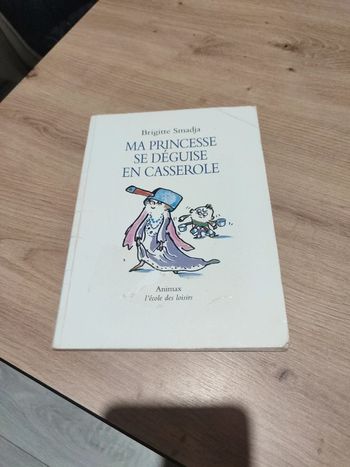 Brigitte Smadja
MA PRINCESSE
SE DÉGUISE
EN CASSEROLE
Animax
l'école des loisirs